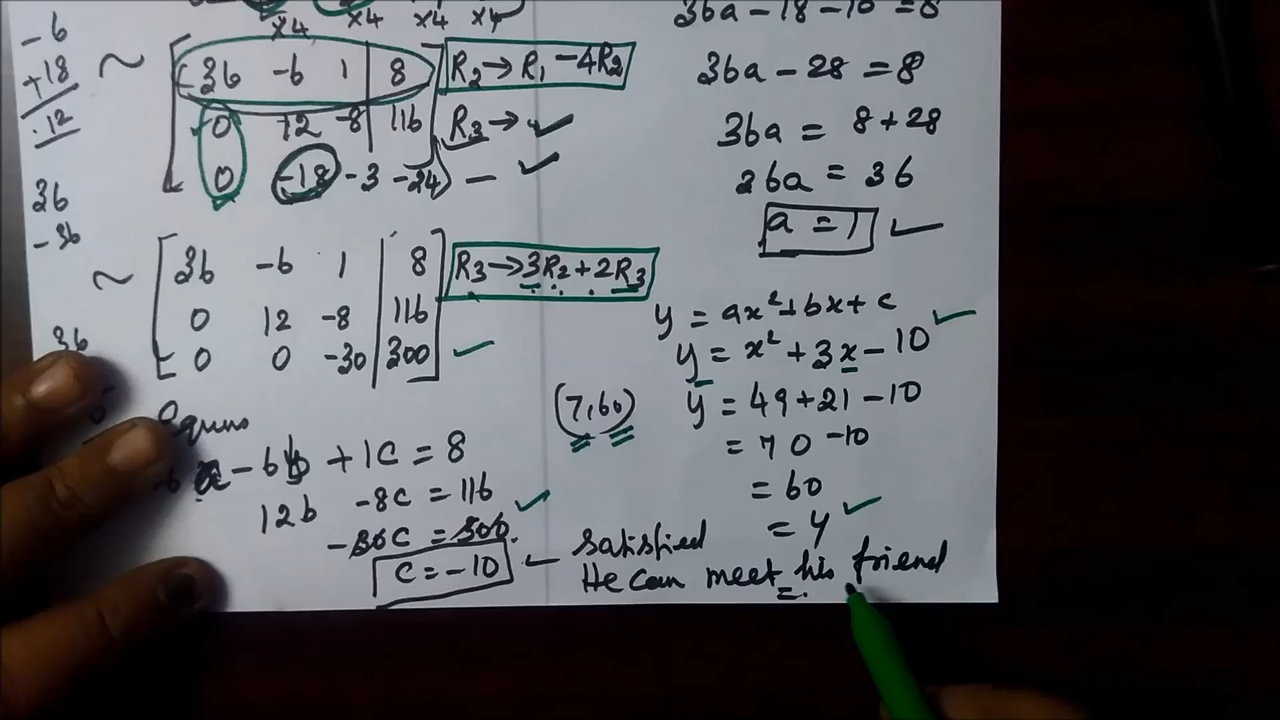 -6
+18
12
36
-36
36
×4 ×4 ×4 ×4
~ [ 36 -6 1 | 8 ] R2 → R1 -4R2
0 12 -8 | 116 R3 → ✓
0 -18 -3 -24 — ✓
~ [ 36 -6 1 | 8 ] R3 → 3R2 + 2R3
0 12 -8 | 116
0 0 -30 | 300 ✓
a - 6b + 1c = 8
12b -8c = 116
-30c = 300.
c = -10
36a - 18 - 10 = 8
36a - 28 = 8
36a = 8 + 28
36a = 36
a = 1 ✓
y = ax² + bx + c
y = x² + 3x - 10 ✓
(7,60) y = 49 + 21 - 10
= 70 -10
= 60
= y ✓
satisfied
He can meet his friend